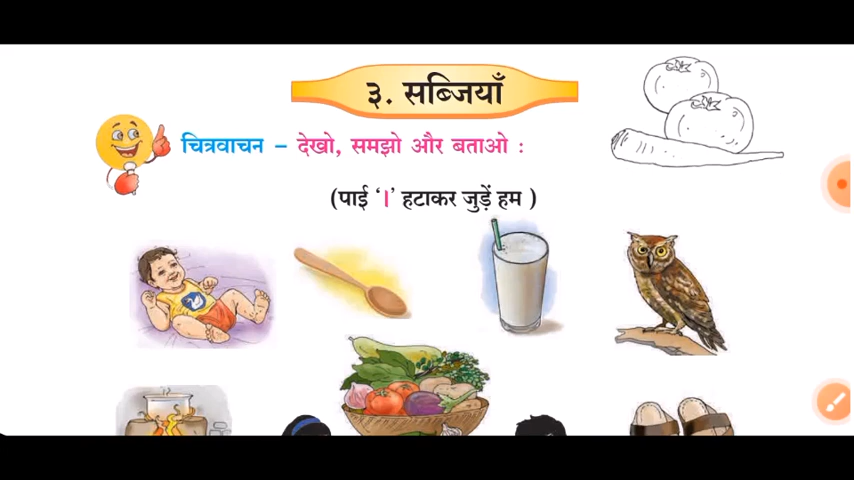 ३. सब्जियाँ
चित्रवाचन – देखो, समझो और बताओ :
(पाई ‘ा’ हटाकर जुड़ें हम )